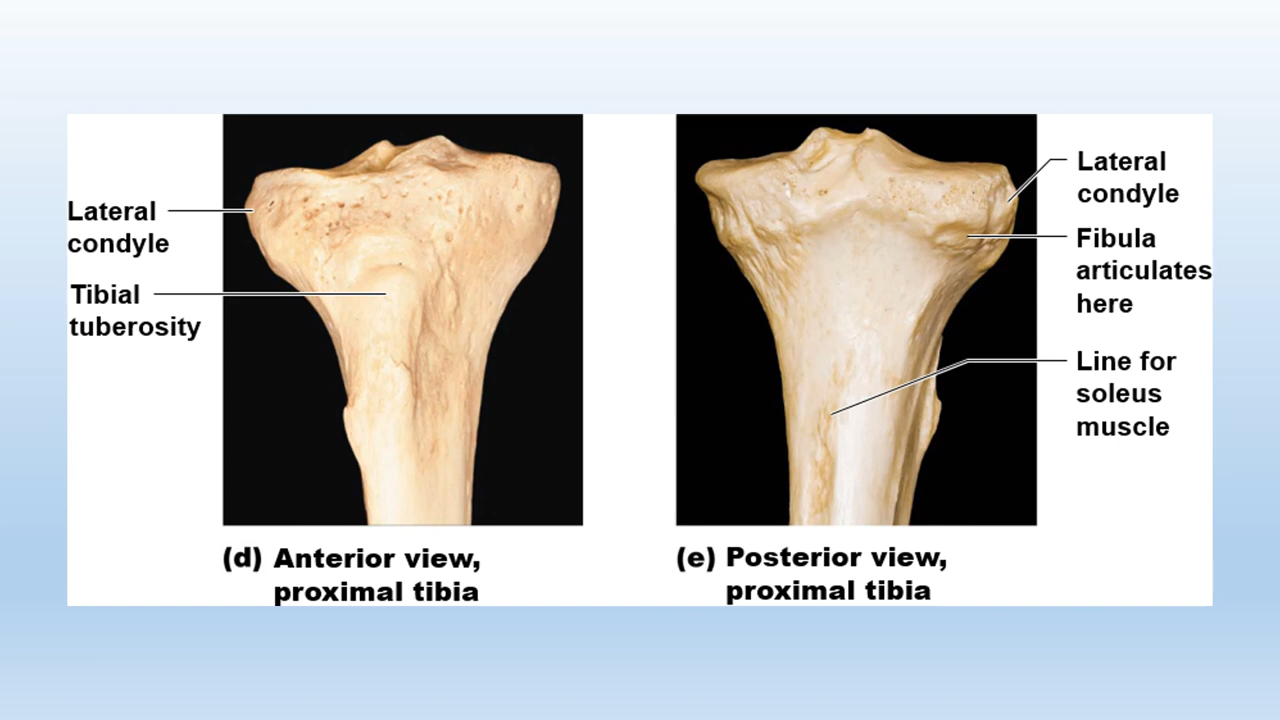 Lateral
condyle
Tibial
tuberosity
(d) Anterior view,
proximal tibia
Lateral
condyle
Fibula
articulates
here
Line for
soleus
muscle
(e) Posterior view,
proximal tibia